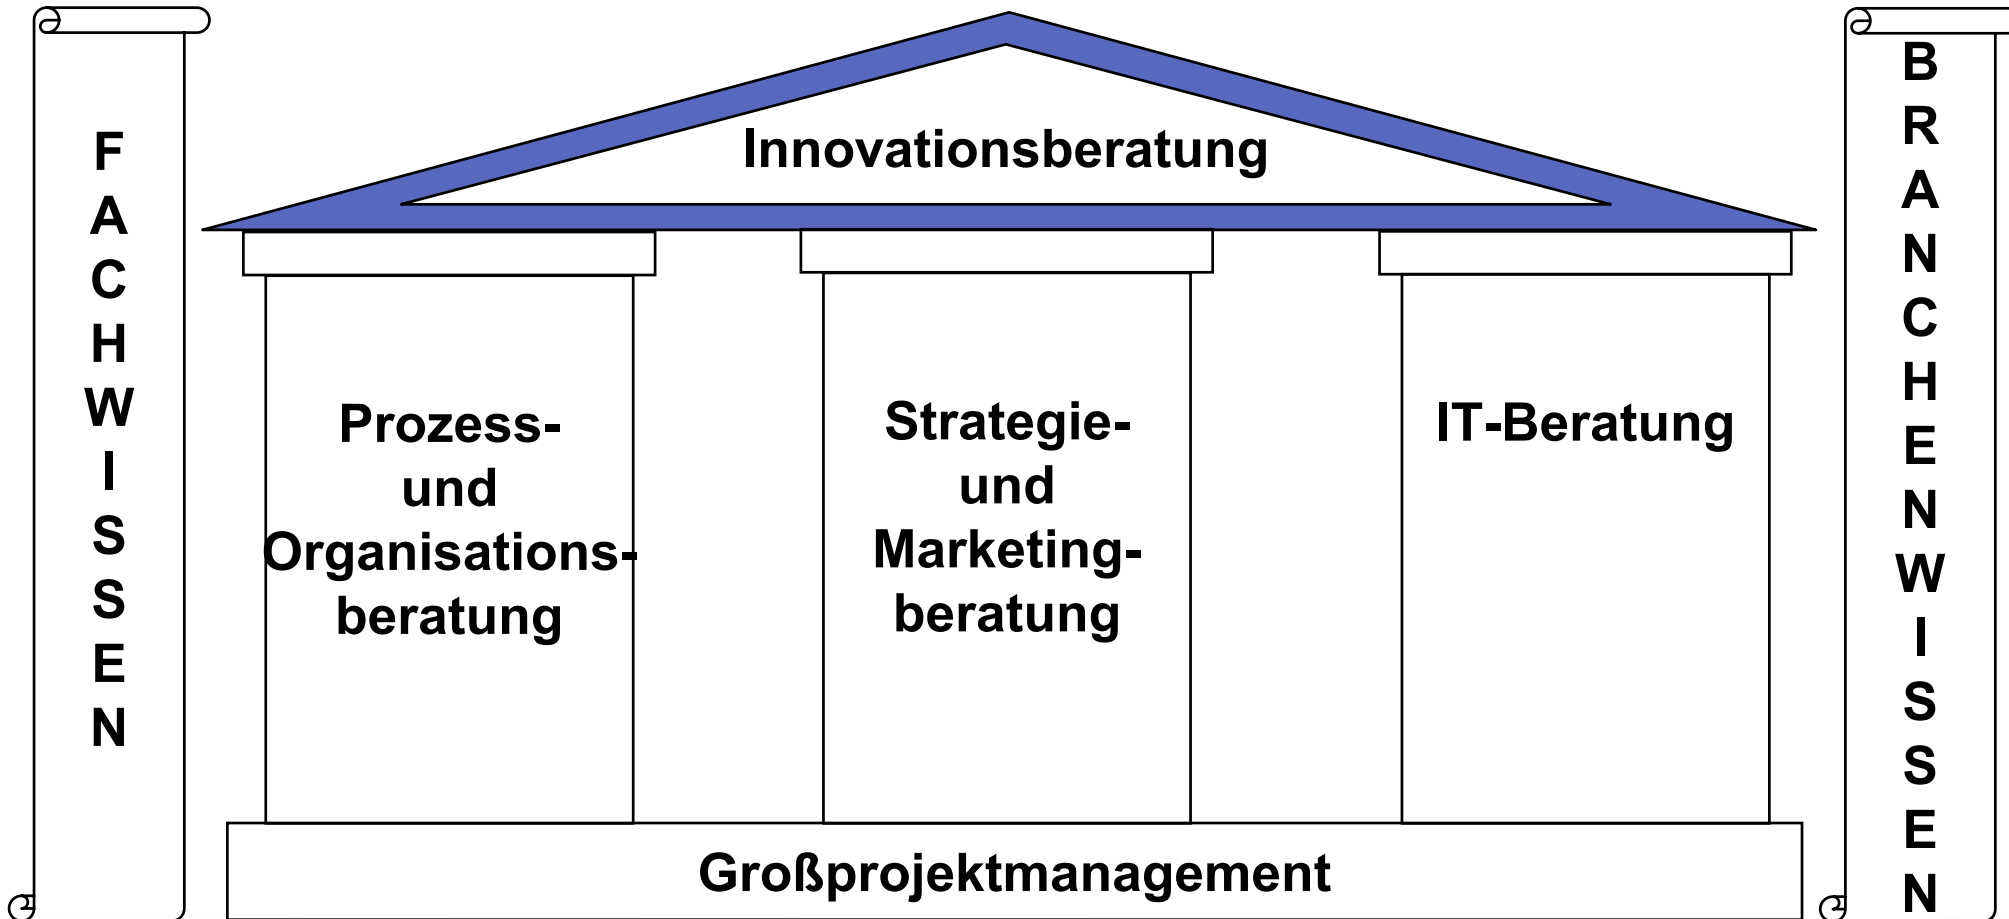 FACHWISSEN
Innovationsberatung
Prozess-
und
Organisations-
beratung
Strategie-
und
Marketing-
beratung
IT-Beratung
Großprojektmanagement
BRANCHENWISSEN